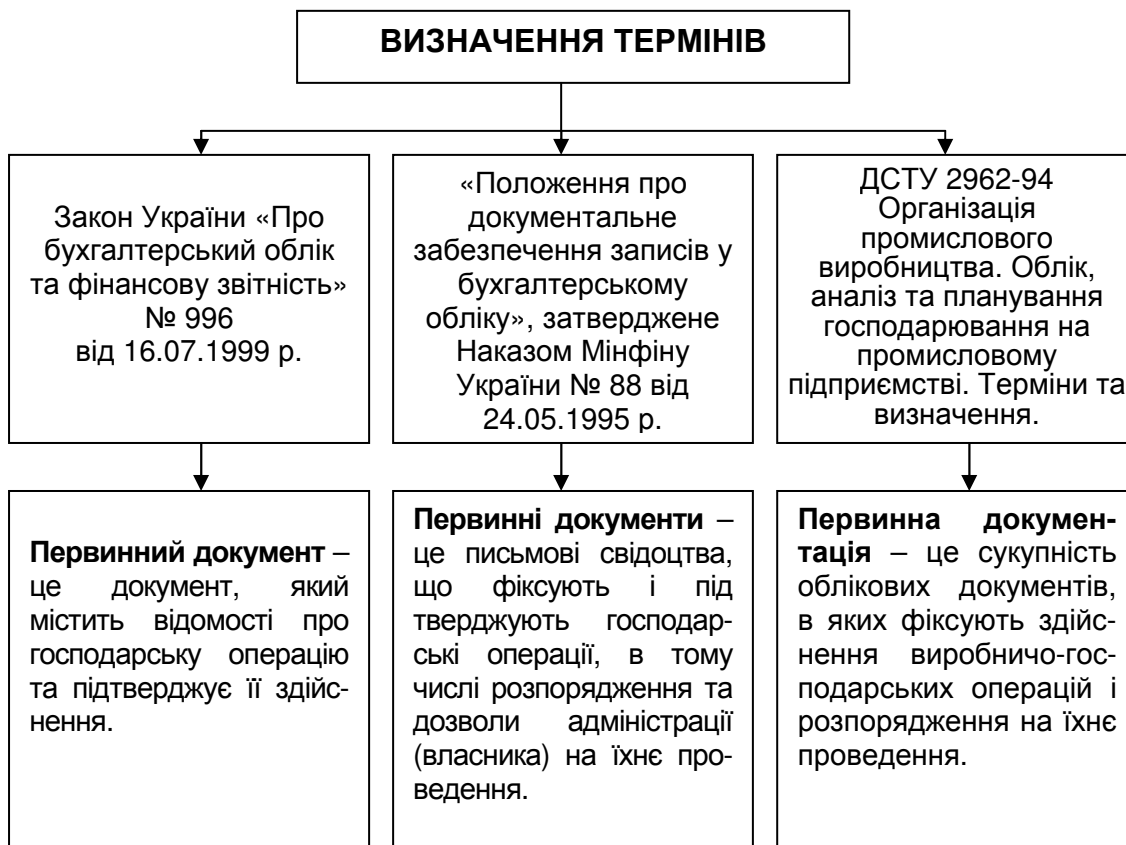 ВИЗНАЧЕННЯ ТЕРМІНІВ
Закон України «Про
бухгалтерський облік
та фінансову звітність»
№ 996
від 16.07.1999 р.
«Положення про
документальне
забезпечення записів у
бухгалтерському
обліку», затверджене
Наказом Мінфіну
України № 88 від
24.05.1995 р.
ДСТУ 2962-94
Організація
промислового
виробництва. Облік,
аналіз та планування
господарювання на
промисловому
підприємстві. Терміни та
визначення.
Первинний документ –
це документ, який
містить відомості про
господарську операцію
та підтверджує її здійс-
нення.
Первинні документи –
це письмові свідоцтва,
що фіксують і під
тверджують господар-
ські операції, в тому
числі розпорядження та
дозволи адміністрації
(власника) на їхнє про-
ведення.
Первинна докумен-
тація – це сукупність
облікових документів,
в яких фіксують здійс-
нення виробничо-гос-
подарських операцій і
розпорядження на їхнє
проведення.